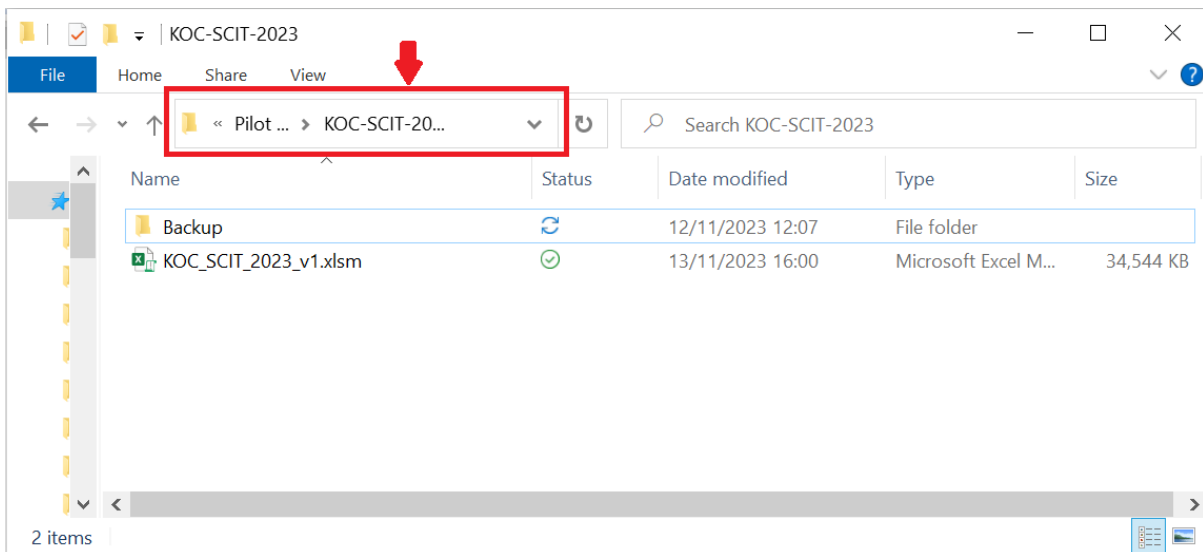 KOC-SCIT-2023
File Home Share View
« Pilot ... > KOC-SCIT-20... Search KOC-SCIT-2023
Name Status Date modified Type Size
Backup 12/11/2023 12:07 File folder
KOC_SCIT_2023_v1.xlsm 13/11/2023 16:00 Microsoft Excel M... 34,544 KB
2 items